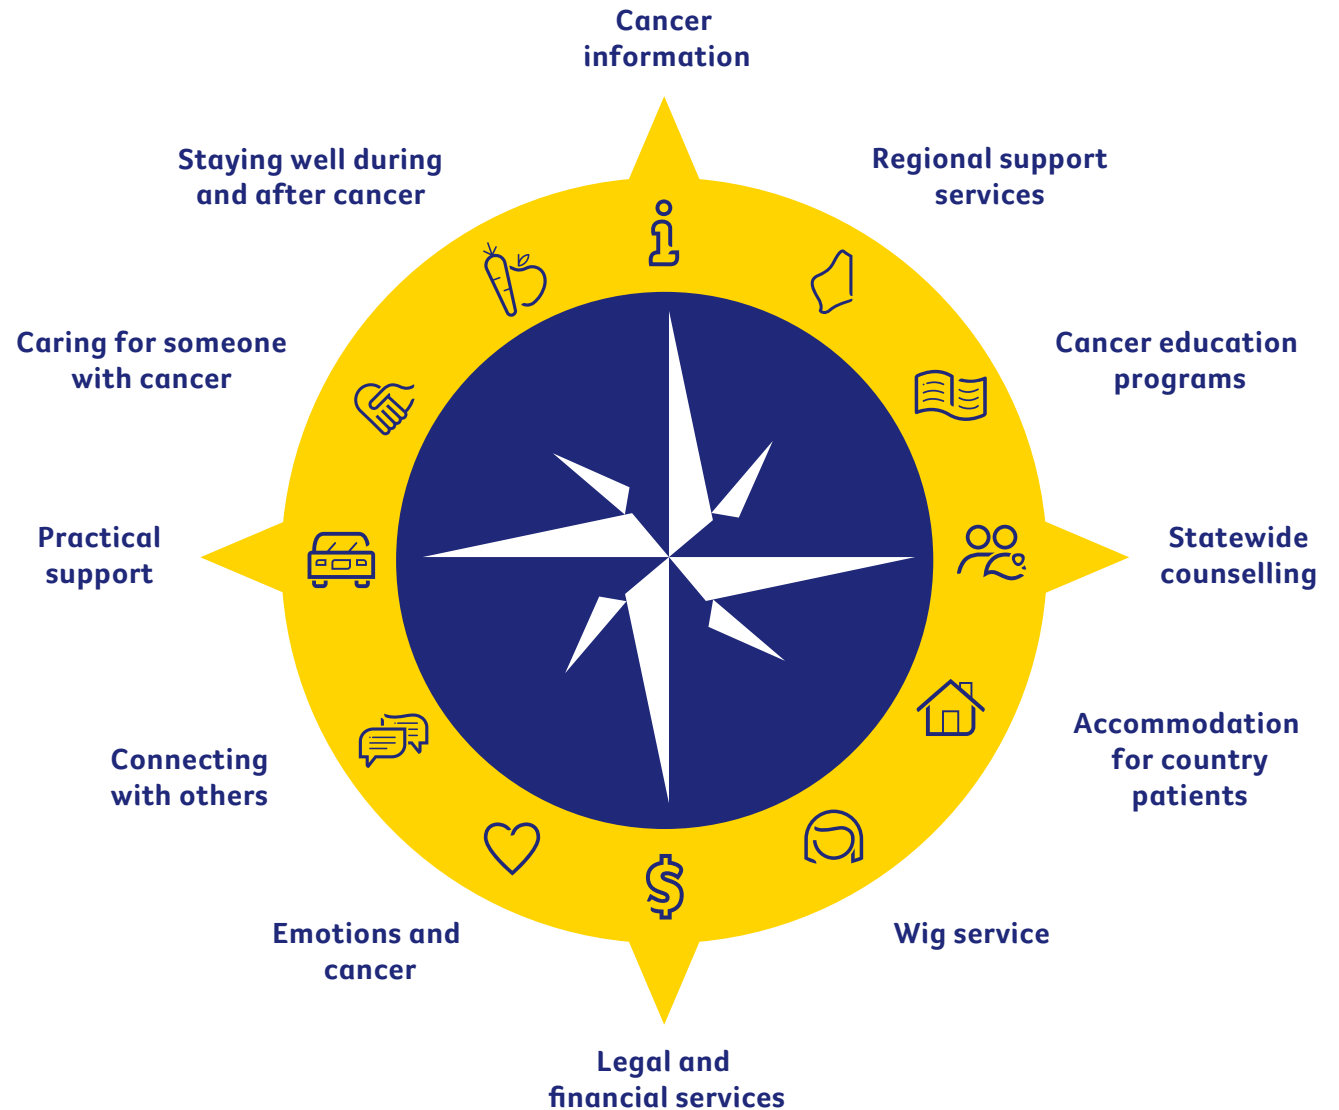 Cancer
information
Regional support
services
Cancer education
programs
Statewide
counselling
Accommodation
for country
patients
Wig service
Legal and
financial services
Emotions and
cancer
Connecting
with others
Practical
support
Caring for someone
with cancer
Staying well during
and after cancer